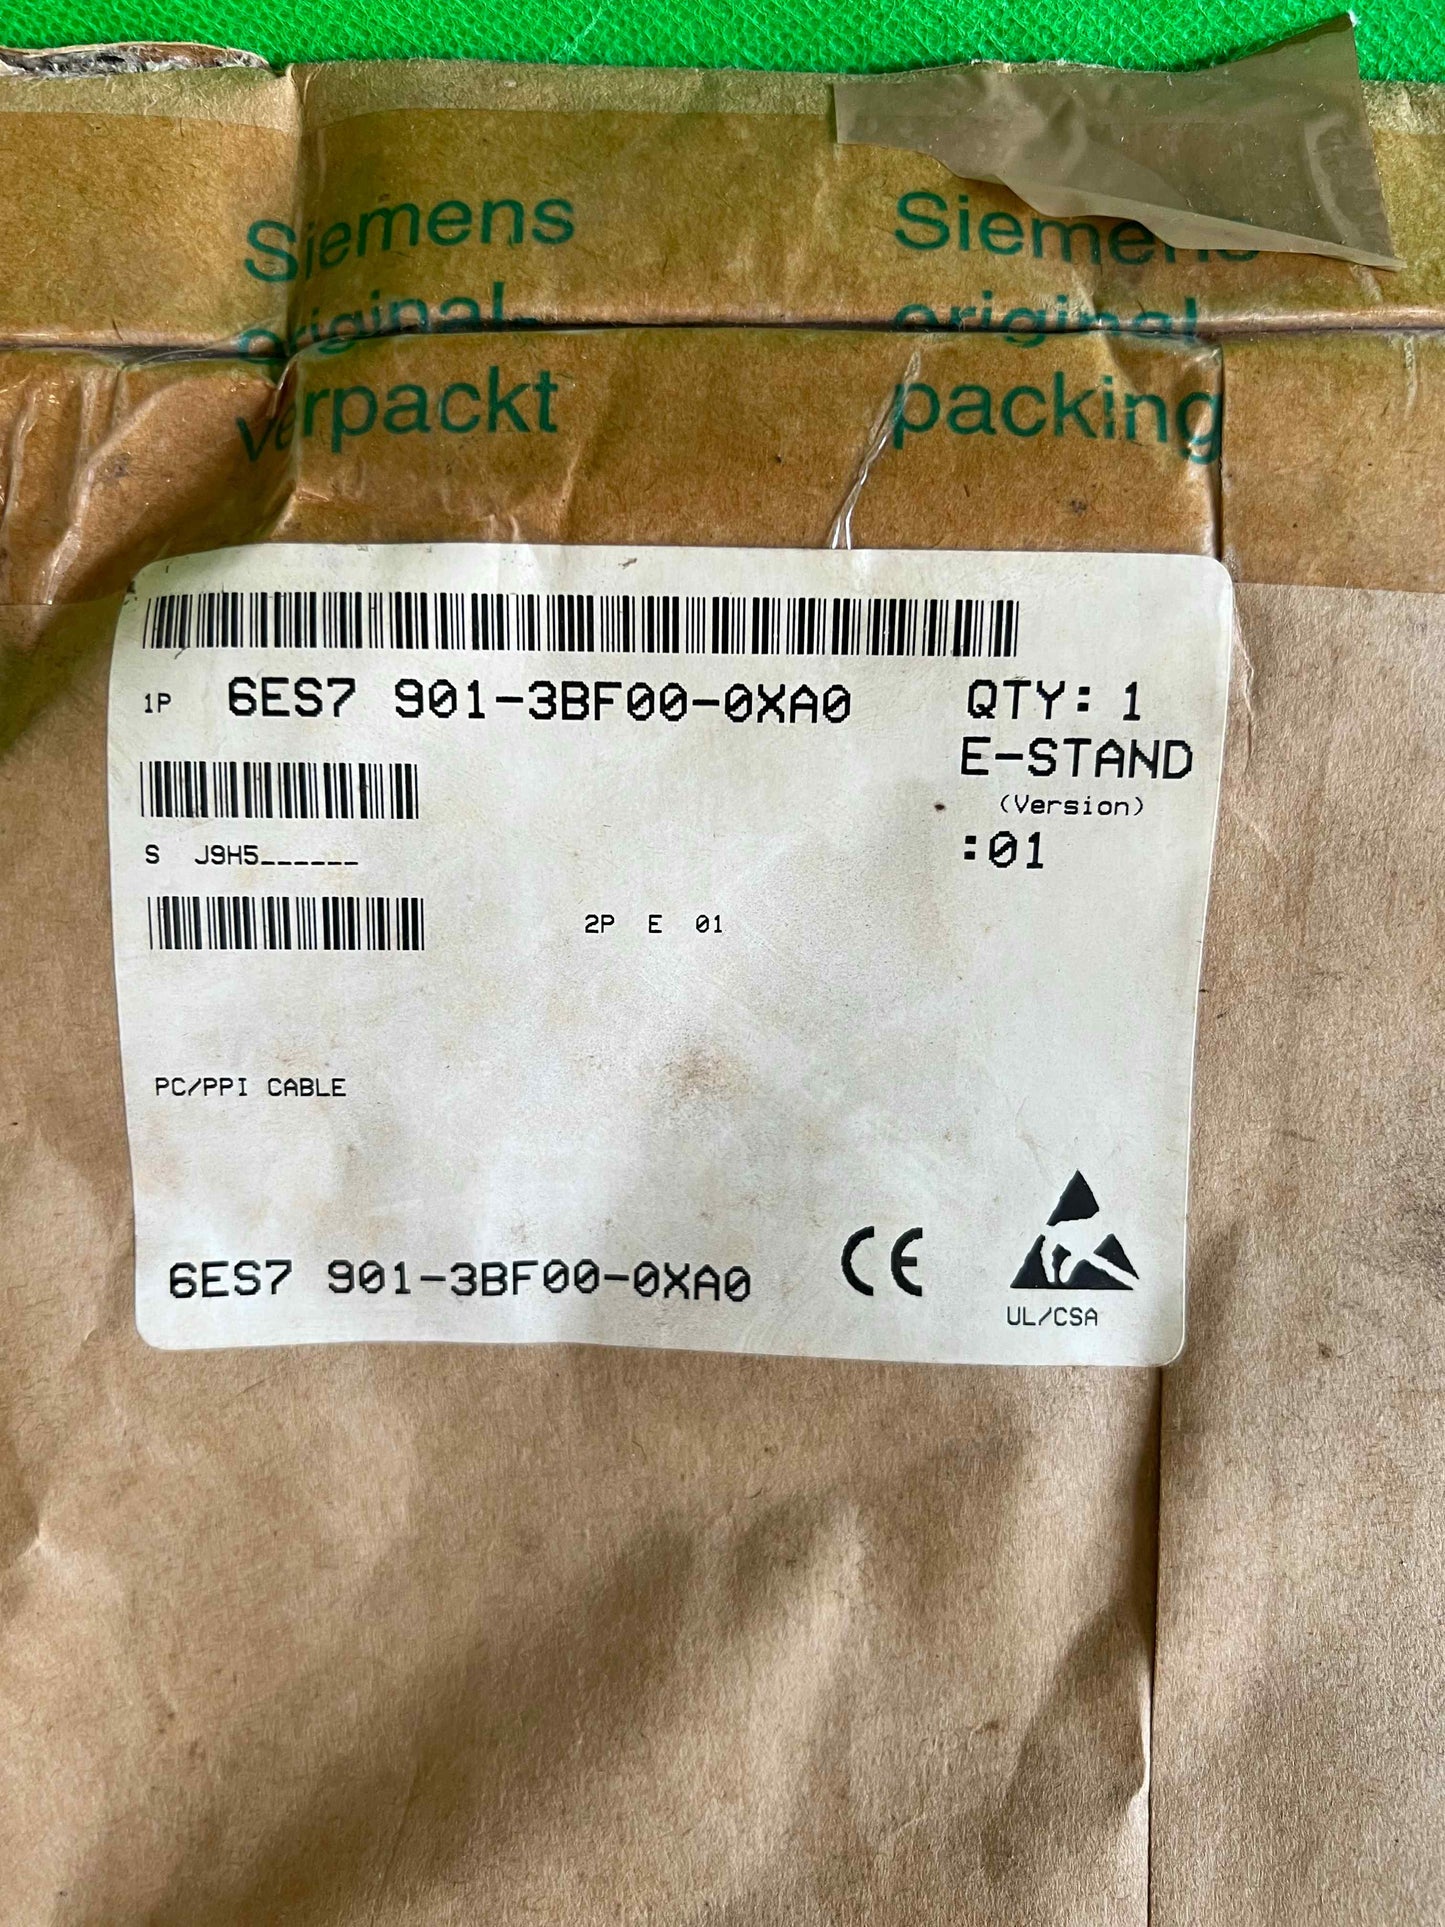 Siemens
original-
verpackt
Siemens
original
packing
1P 6ES7 901-3BF00-0XA0
QTY: 1
E-STAND
(Version)
:01
S J9H5______
2P E 01
PC/PPI CABLE
6ES7 901-3BF00-0XA0
CE
UL/CSA